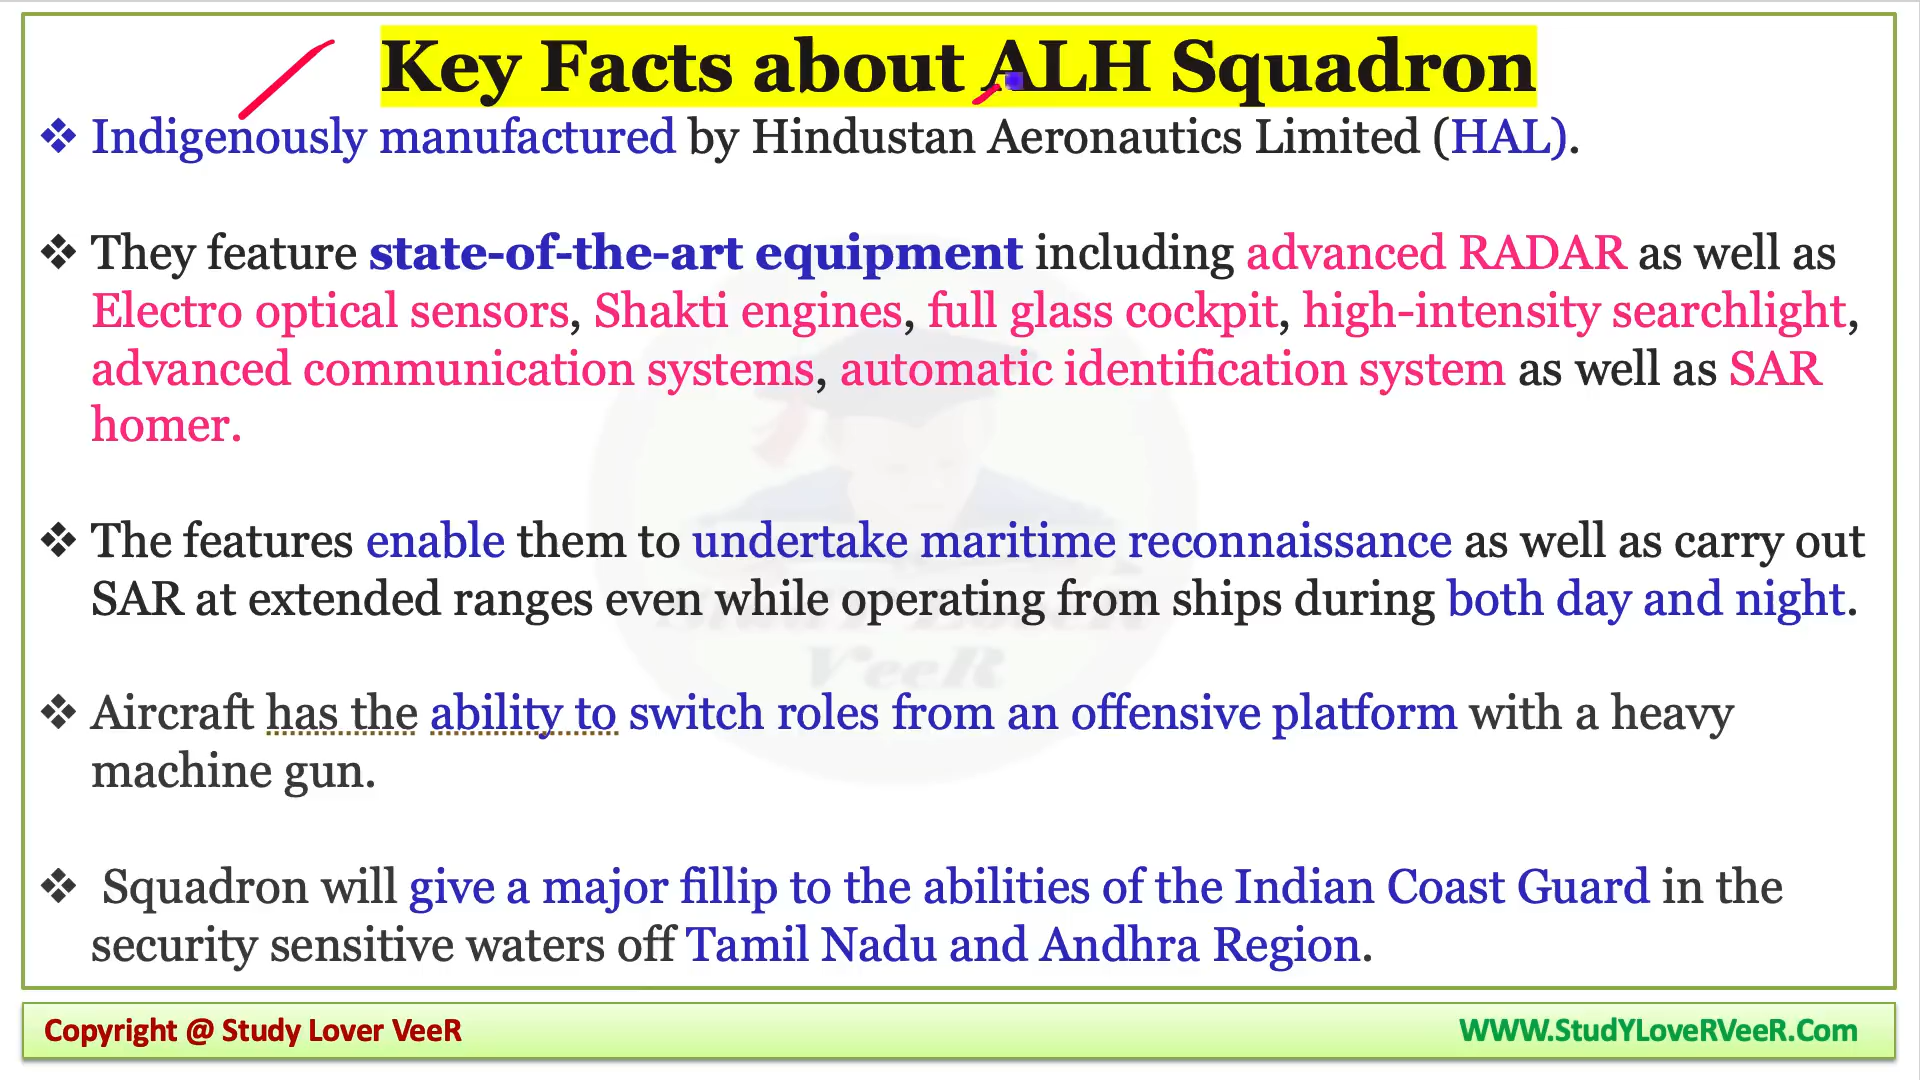 Key Facts about ALH Squadron
❖ Indigenously manufactured by Hindustan Aeronautics Limited (HAL).
❖ They feature state-of-the-art equipment including advanced RADAR as well as
Electro optical sensors, Shakti engines, full glass cockpit, high-intensity searchlight,
advanced communication systems, automatic identification system as well as SAR
homer.
❖ The features enable them to undertake maritime reconnaissance as well as carry out
SAR at extended ranges even while operating from ships during both day and night.
❖ Aircraft has the ability to switch roles from an offensive platform with a heavy
machine gun.
❖ Squadron will give a major fillip to the abilities of the Indian Coast Guard in the
security sensitive waters off Tamil Nadu and Andhra Region.
Study LoveR
VeeR
Copyright @ Study Lover VeeR
WWW.StudYLoveRVeeR.Com